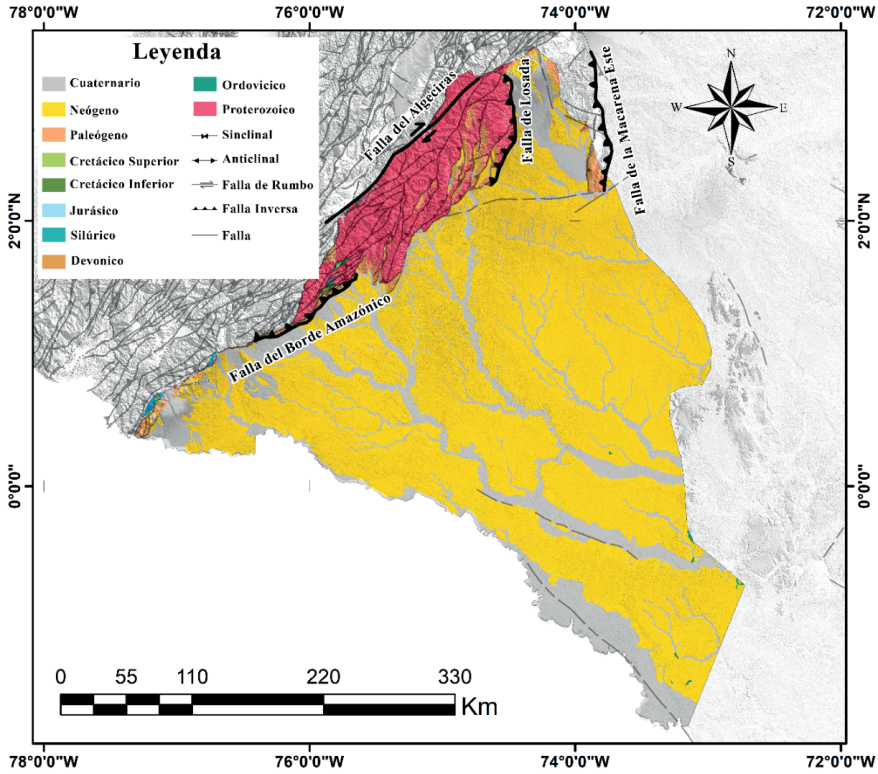 78°0'0"W
76°0'0"W
74°0'0"W
72°0'0"W
Leyenda
Cuaternario
Neógeno
Paleógeno
Cretácico Superior
Cretácico Inferior
Jurásico
Silúrico
Devonico
Ordovicico
Proterozoico
Sinclinal
Anticlinal
Falla de Rumbo
Falla Inversa
Falla
Falla del Algeciras
Falla de Losada
Falla de la Macarena Este
Falla del Borde Amazónico
N
W
E
S
2°0'0"N
2°0'0"N
0°0'0"
0°0'0"
0
55
110
220
330
Km
78°0'0"W
76°0'0"W
74°0'0"W
72°0'0"W